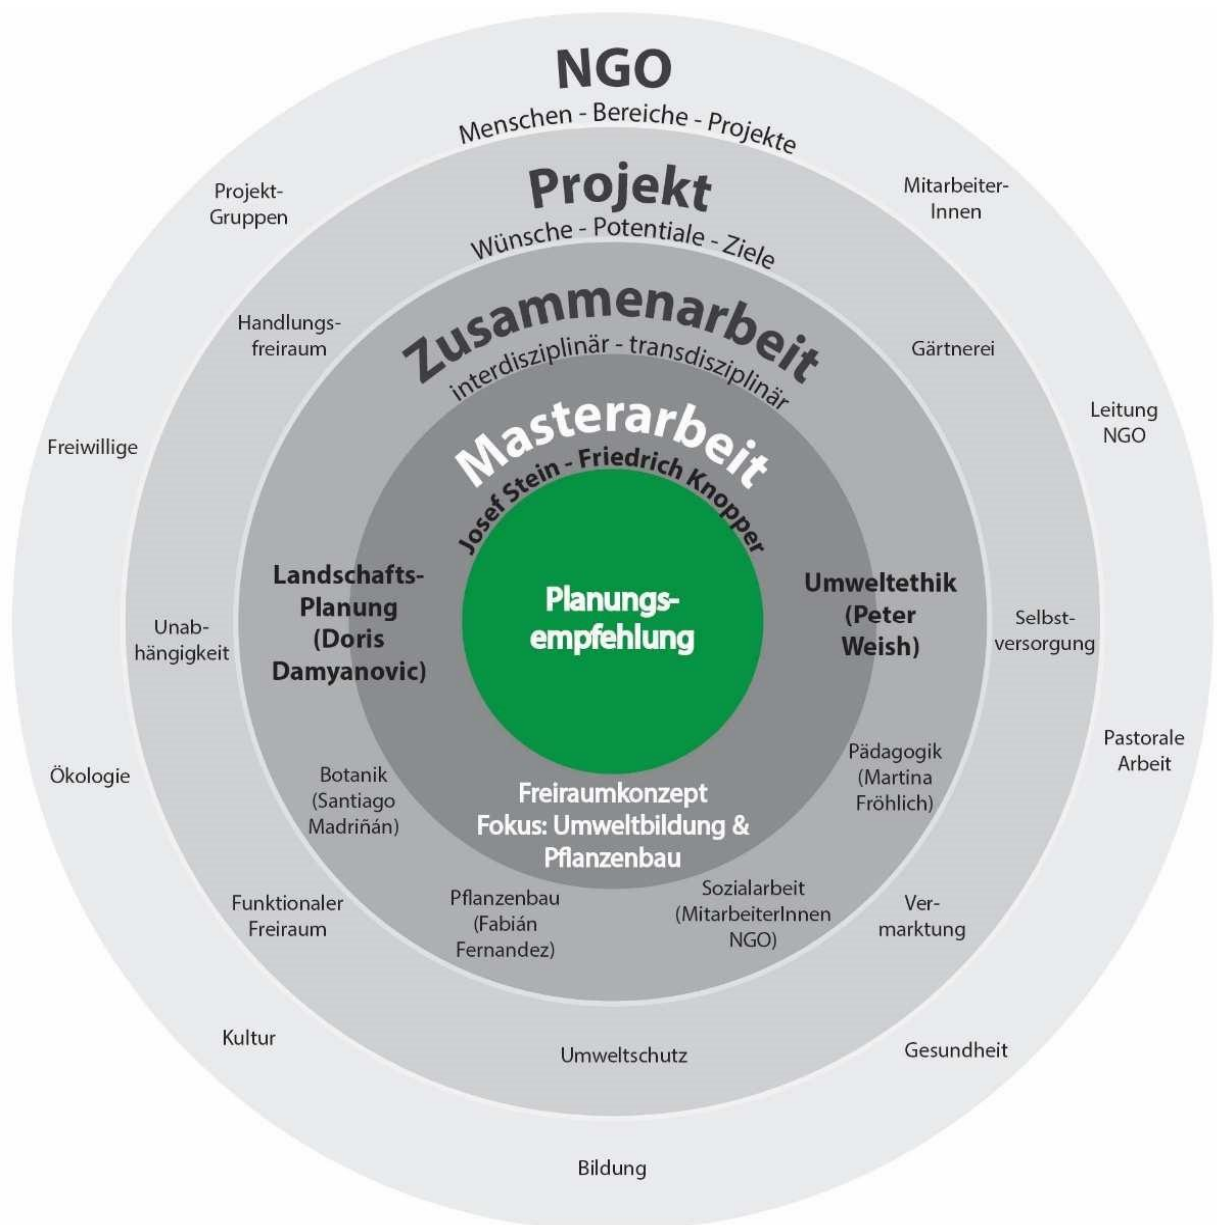 NGO
Menschen - Bereiche - Projekte
Projekt-
Gruppen
Mitarbeiter-
Innen
Projekt
Wünsche - Potentiale - Ziele
Handlungs-
freiraum
Gärtnerei
Zusammenarbeit
interdisziplinär - transdisziplinär
Freiwillige
Leitung
NGO
Masterarbeit
Josef Stein - Friedrich Knopper
Landschafts-
Planung
(Doris
Damyanovic)
Planungs-
empfehlung
Umweltethik
(Peter
Weish)
Unab-
hängigkeit
Selbst-
versorgung
Ökologie
Pastorale
Arbeit
Botanik
(Santiago
Madriñán)
Pädagogik
(Martina
Fröhlich)
Freiraumkonzept
Fokus: Umweltbildung &
Pflanzenbau
Funktionaler
Freiraum
Pflanzenbau
(Fabián
Fernandez)
Sozialarbeit
(MitarbeiterInnen
NGO)
Ver-
marktung
Kultur
Umweltschutz
Gesundheit
Bildung